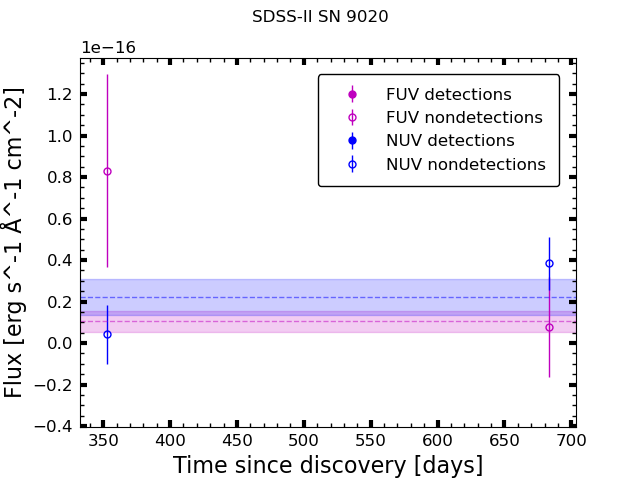 SDSS-II SN 9020
1e−16
FUV detections
FUV nondetections
NUV detections
NUV nondetections
1.2
1.0
0.8
0.6
0.4
0.2
0.0
−0.2
−0.4
Flux [erg s^-1 Å^-1 cm^-2]
350 400 450 500 550 600 650 700
Time since discovery [days]